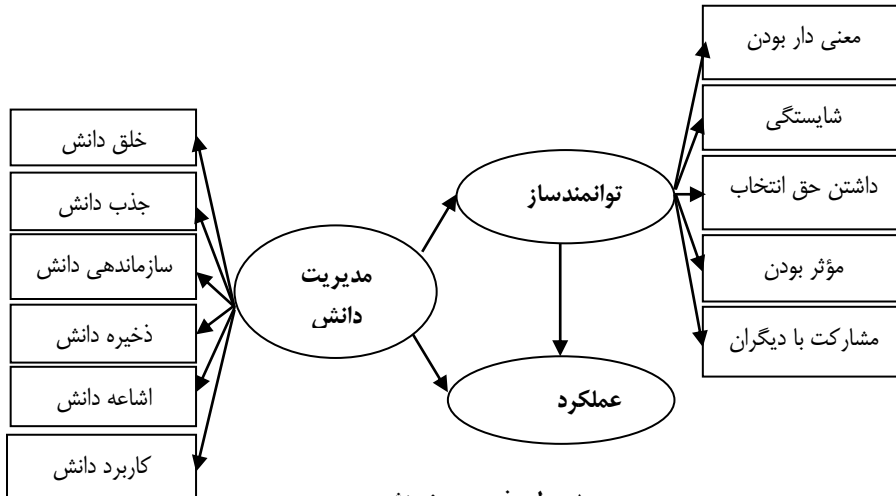 معنی دار بودن
شایستگی
داشتن حق انتخاب
مؤثر بودن
مشارکت با دیگران
توانمندساز
مدیریت
دانش
عملکرد
خلق دانش
جذب دانش
سازماندهی دانش
ذخیره دانش
اشاعه دانش
کاربرد دانش